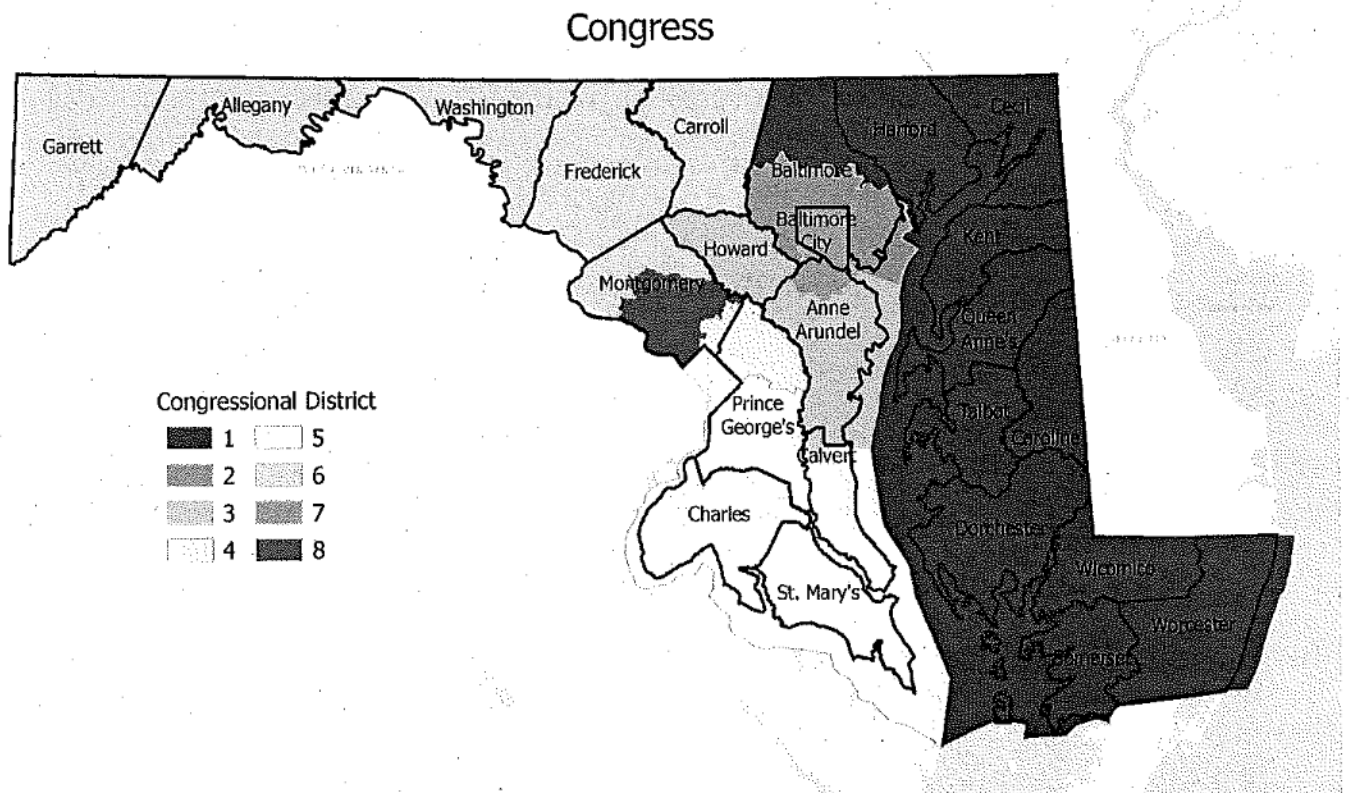 Congress
Garrett
Allegany
Washington
Frederick
Carroll
Baltimore
Harford
Cecil
Baltimore
City
Howard
Montgomery
Anne
Arundel
Kent
Queen
Anne's
Talbot
Caroline
Prince
George's
Calvert
Charles
St. Mary's
Dorchester
Wicomico
Worcester
Somerset
Congressional District
1 5
2 6
3 7
4 8